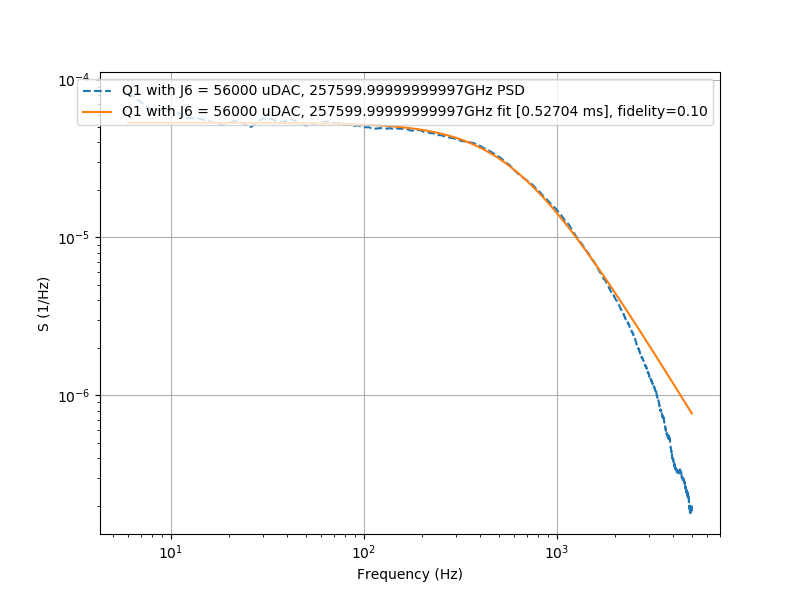 10⁻⁴
Q1 with J6 = 56000 uDAC, 257599.99999999997GHz PSD
Q1 with J6 = 56000 uDAC, 257599.99999999997GHz fit [0.52704 ms], fidelity=0.10
10⁻⁵
S (1/Hz)
10⁻⁶
10¹ 10² 10³
Frequency (Hz)